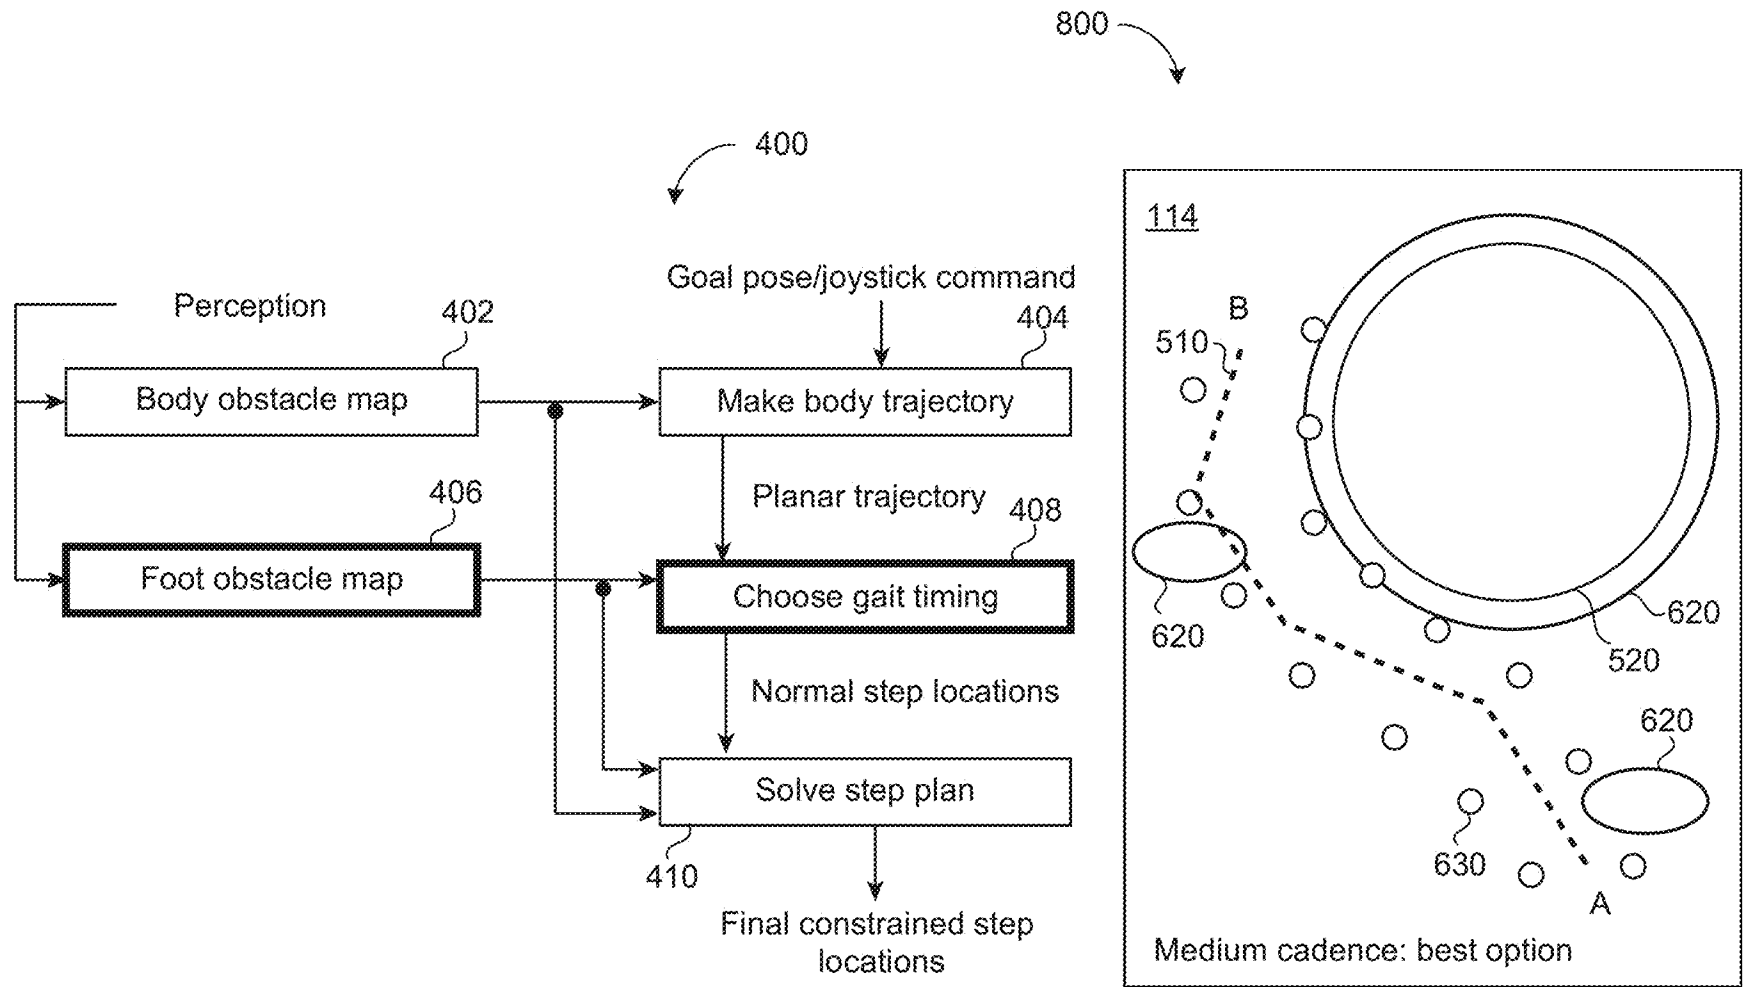 800
400
Goal pose/joystick command
Perception
402
404
Body obstacle map
Make body trajectory
406
Planar trajectory
408
Foot obstacle map
Choose gait timing
Normal step locations
Solve step plan
410
Final constrained step
locations
114
B
510
620
620
520
620
630
A
Medium cadence: best option